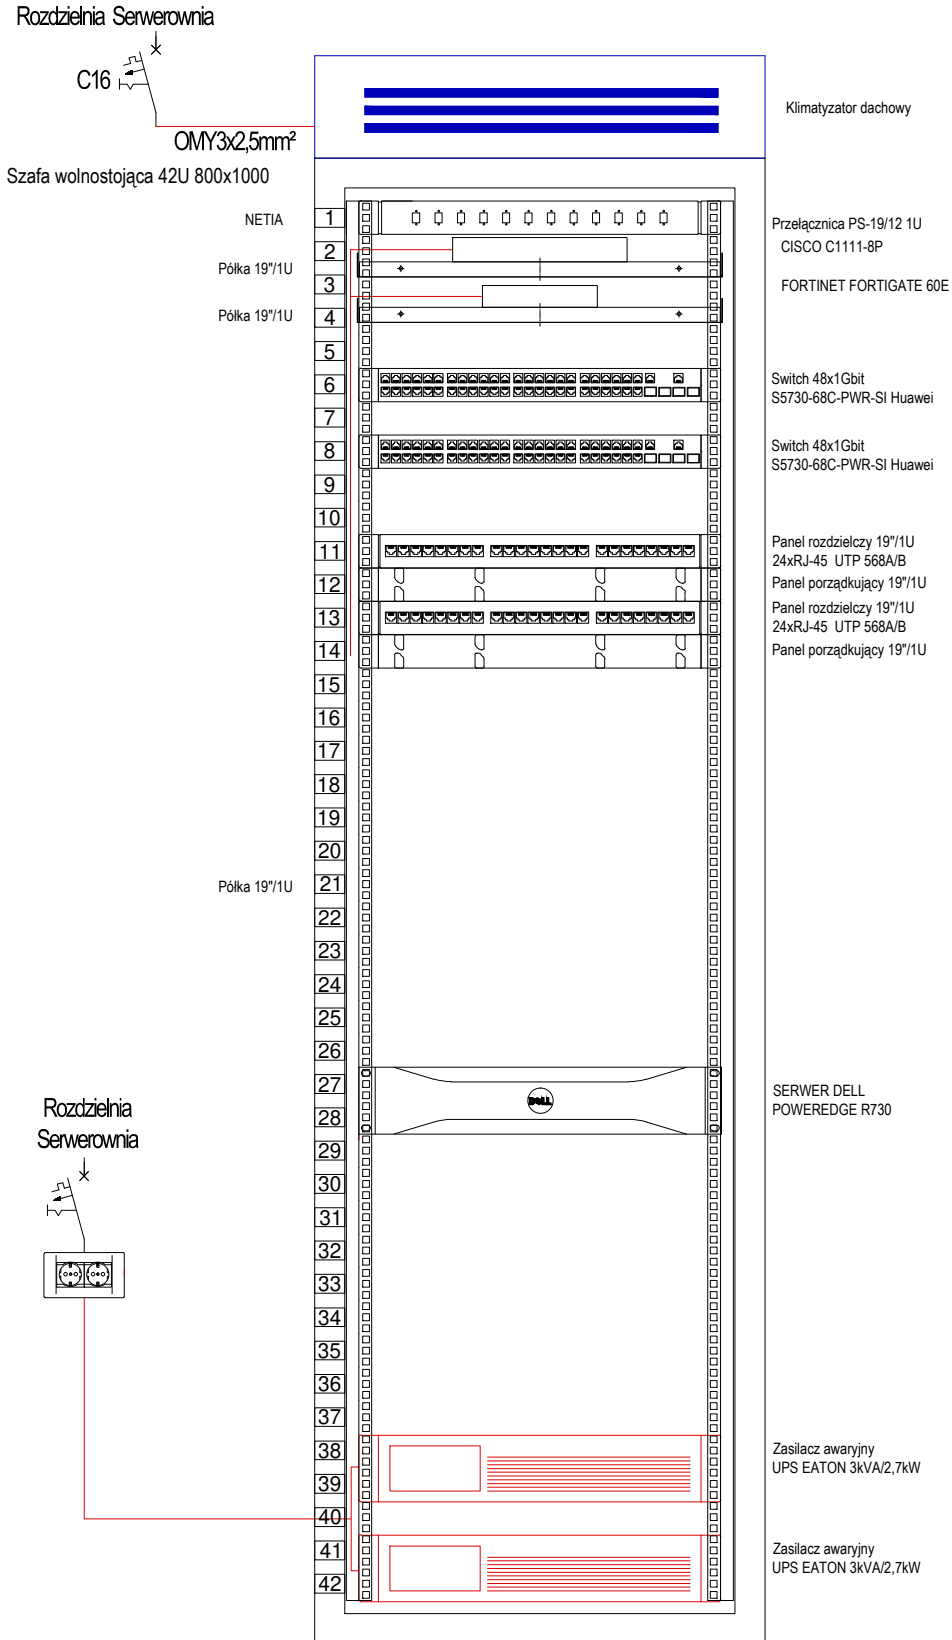 Rozdzielnia Serwerownia
C16
OMY3x2,5mm²
Klimatyzator dachowy
Szafa wolnostojąca 42U 800x1000
NETIA
1
Przełącznica PS-19/12 1U
2
CISCO C1111-8P
Półka 19"/1U
3
FORTINET FORTIGATE 60E
Półka 19"/1U
4
5
6
Switch 48x1Gbit
S5730-68C-PWR-SI Huawei
7
8
Switch 48x1Gbit
S5730-68C-PWR-SI Huawei
9
10
11
Panel rozdzielczy 19"/1U
24xRJ-45 UTP 568A/B
12
Panel porządkujący 19"/1U
13
Panel rozdzielczy 19"/1U
24xRJ-45 UTP 568A/B
14
Panel porządkujący 19"/1U
15
16
17
18
19
20
Półka 19"/1U
21
22
23
24
25
26
27
DELL
SERWER DELL
POWEREDGE R730
28
Rozdzielnia
Serwerownia
29
30
31
32
33
34
35
36
37
38
Zasilacz awaryjny
UPS EATON 3kVA/2,7kW
39
40
41
Zasilacz awaryjny
UPS EATON 3kVA/2,7kW
42